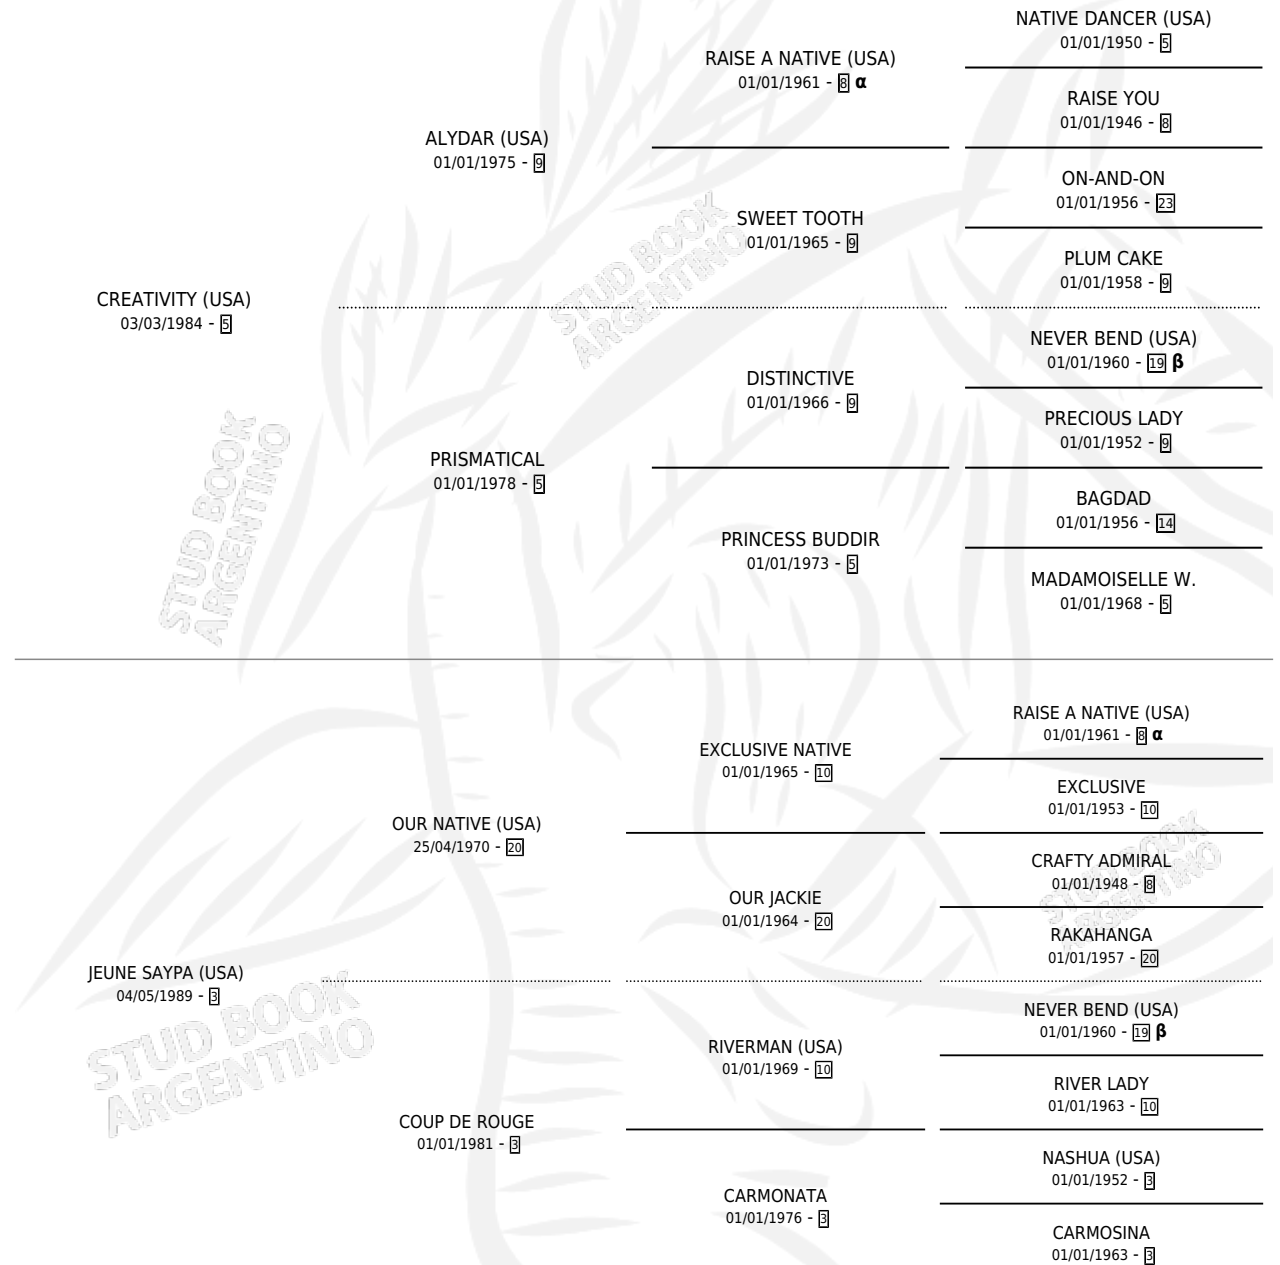 NATIVE DANCER (USA)
01/01/1950 - 5
RAISE A NATIVE (USA)
01/01/1961 - 8 α
RAISE YOU
01/01/1946 - 8
ALYDAR (USA)
01/01/1975 - 9
ON-AND-ON
01/01/1956 - 23
SWEET TOOTH
01/01/1965 - 9
PLUM CAKE
01/01/1958 - 9
CREATIVITY (USA)
03/03/1984 - 5
NEVER BEND (USA)
01/01/1960 - 19 β
DISTINCTIVE
01/01/1966 - 9
PRECIOUS LADY
01/01/1952 - 9
PRISMATICAL
01/01/1978 - 5
BAGDAD
01/01/1956 - 14
PRINCESS BUDDIR
01/01/1973 - 5
MADAMOISELLE W.
01/01/1968 - 5
RAISE A NATIVE (USA)
01/01/1961 - 8 α
EXCLUSIVE NATIVE
01/01/1965 - 10
EXCLUSIVE
01/01/1953 - 10
OUR NATIVE (USA)
25/04/1970 - 20
CRAFTY ADMIRAL
01/01/1948 - 8
OUR JACKIE
01/01/1964 - 20
RAKAHANGA
01/01/1957 - 20
JEUNE SAYPA (USA)
04/05/1989 - 3
NEVER BEND (USA)
01/01/1960 - 19 β
RIVERMAN (USA)
01/01/1969 - 10
RIVER LADY
01/01/1963 - 10
COUP DE ROUGE
01/01/1981 - 3
NASHUA (USA)
01/01/1952 - 3
CARMONATA
01/01/1976 - 3
CARMOSINA
01/01/1963 - 3
STUD BOOK
ARGENTINO
STUD BOOK
ARGENTINO
STUD BOOK
ARGENTINO
STUD BOOK
ARGENTINO